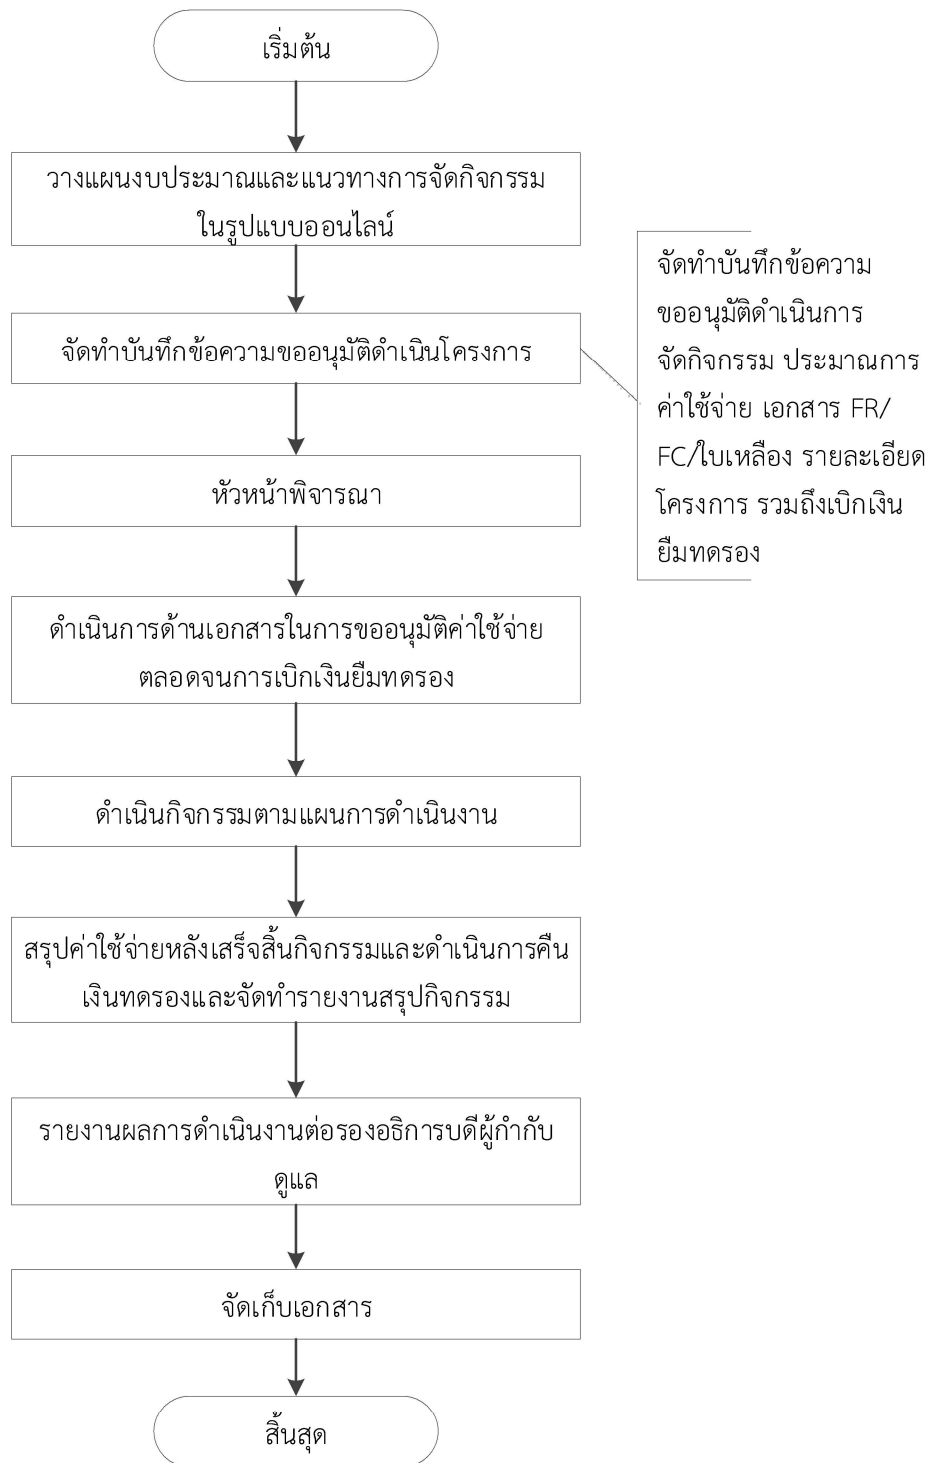 เริ่มต้น
วางแผนงบประมาณและแนวทางการจัดกิจกรรม
ในรูปแบบออนไลน์
จัดทำบันทึกข้อความขออนุมัติดำเนินโครงการ
จัดทำบันทึกข้อความ
ขออนุมัติดำเนินการ
จัดกิจกรรม ประมาณการ
ค่าใช้จ่าย เอกสาร FR/
FC/ใบเหลือง รายละเอียด
โครงการ รวมถึงเบิกเงิน
ยืมทดรอง
หัวหน้าพิจารณา
ดำเนินการด้านเอกสารในการขออนุมัติค่าใช้จ่าย
ตลอดจนการเบิกเงินยืมทดรอง
ดำเนินกิจกรรมตามแผนการดำเนินงาน
สรุปค่าใช้จ่ายหลังเสร็จสิ้นกิจกรรมและดำเนินการคืน
เงินทดรองและจัดทำรายงานสรุปกิจกรรม
รายงานผลการดำเนินงานต่อรองอธิการบดีผู้กำกับ
ดูแล
จัดเก็บเอกสาร
สิ้นสุด